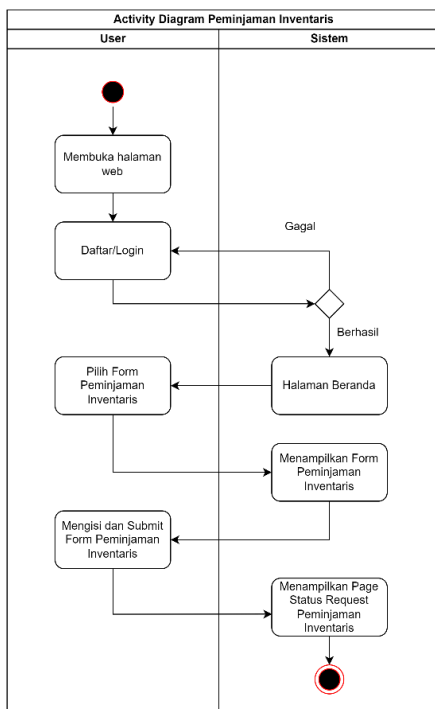 Activity Diagram Peminjaman Inventaris
User
Sistem
Membuka halaman
web
Daftar/Login
Gagal
Berhasil
Pilih Form
Peminjaman
Inventaris
Halaman Beranda
Menampilkan Form
Peminjaman
Inventaris
Mengisi dan Submit
Form Peminjaman
Inventaris
Menampilkan Page
Status Request
Peminjaman
Inventaris